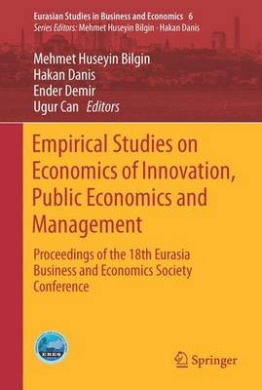 Eurasian Studies in Business and Economics 6
Series Editors: Mehmet Huseyin Bilgin · Hakan Danis
Mehmet Huseyin Bilgin
Hakan Danis
Ender Demir
Ugur Can Editors
Empirical Studies on
Economics of Innovation,
Public Economics and
Management
Proceedings of the 18th Eurasia
Business and Economics Society
Conference
EBES
Springer